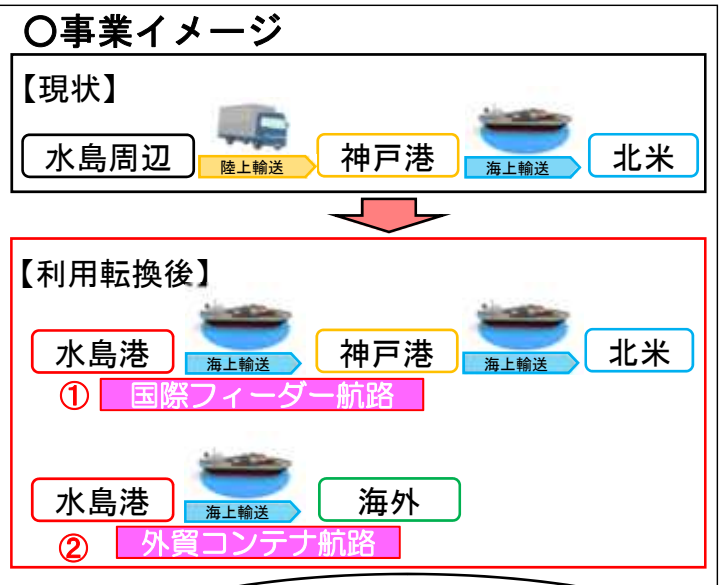 〇事業イメージ
【現状】
水島周辺 陸上輸送 神戸港 海上輸送 北米
【利用転換後】
水島港 海上輸送 神戸港 海上輸送 北米
① 国際フィーダー航路
水島港 海上輸送 海外
② 外貿コンテナ航路